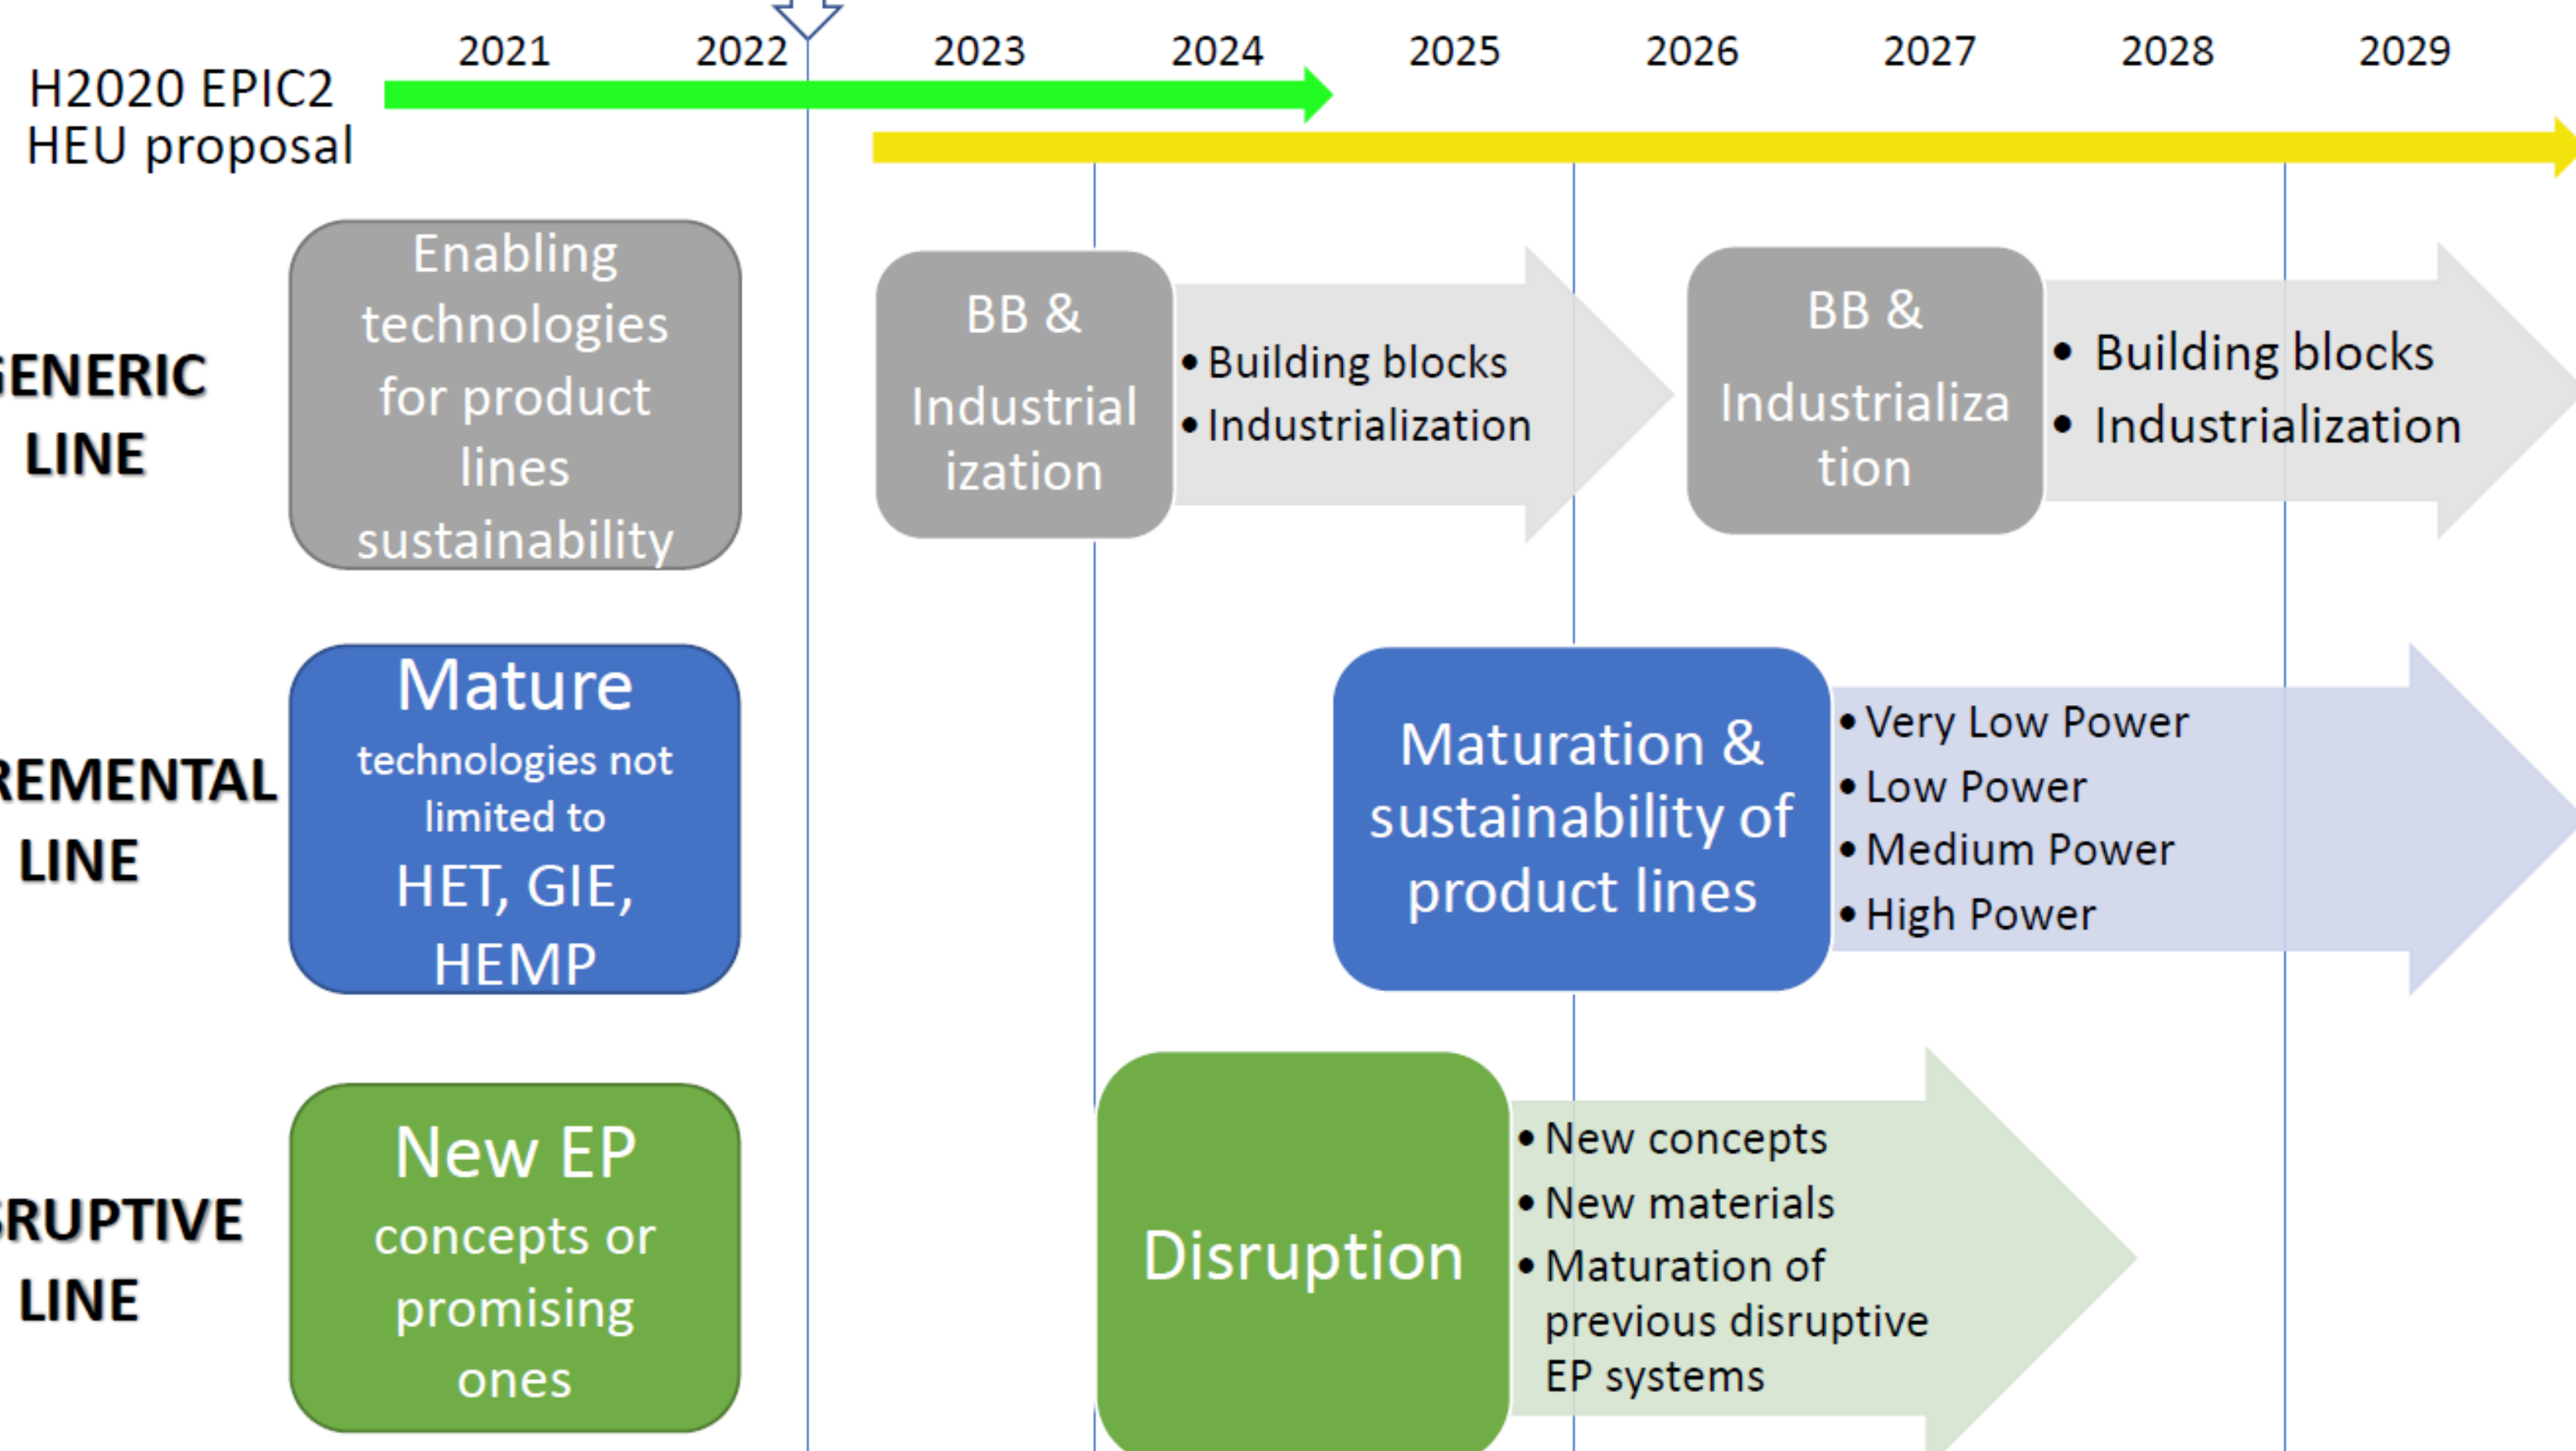 2021 2022 2023 2024 2025 2026 2027 2028 2029
H2020 EPIC2
HEU proposal
ENERIC
LINE
Enabling
technologies
for product
lines
sustainability
BB &
Industrial
ization
• Building blocks
• Industrialization
BB &
Industrializa
tion
• Building blocks
• Industrialization
REMENTAL
LINE
Mature
technologies not
limited to
HET, GIE,
HEMP
Maturation &
sustainability of
product lines
• Very Low Power
• Low Power
• Medium Power
• High Power
SRUPTIVE
LINE
New EP
concepts or
promising
ones
Disruption
• New concepts
• New materials
• Maturation of
previous disruptive
EP systems